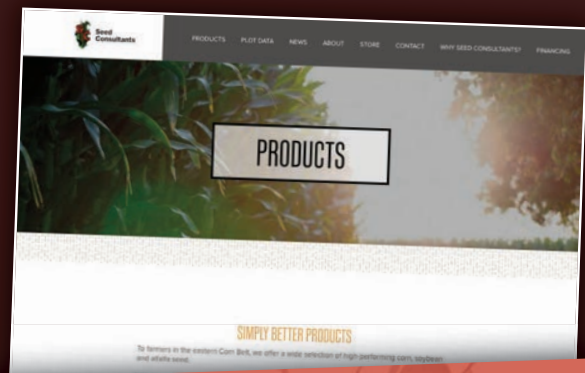 Seed
Consultants
PRODUCTS PLOT DATA NEWS ABOUT STORE CONTACT WHY SEED CONSULTANTS? FINANCING
PRODUCTS
SIMPLY BETTER PRODUCTS
To farmers in the eastern Corn Belt, we offer a wide selection of high-performing corn, soybean
and alfalfa seed.